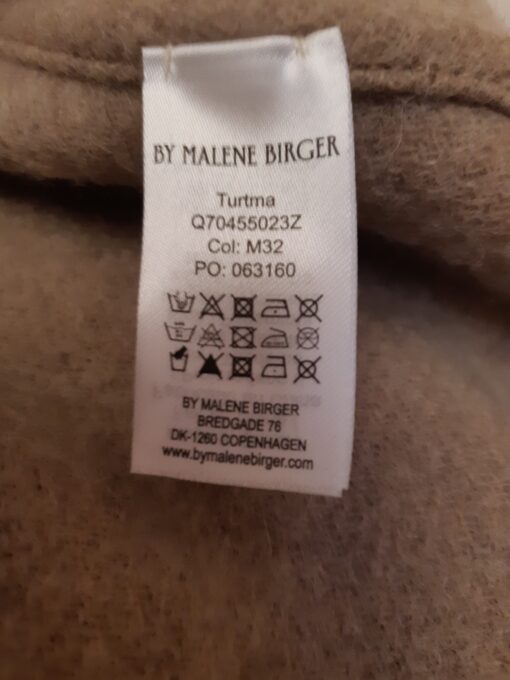 BY MALENE BIRGER
Turtma
Q70455023Z
Col: M32
PO: 063160
BY MALENE BIRGER
BREDGADE 76
DK-1260 COPENHAGEN
www.bymalenebirger.com